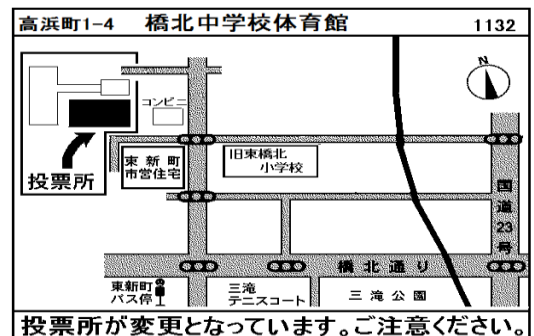 高浜町1-4 橋北中学校体育館 1132
N
コンビニ
投票所
東新町
市営住宅
旧東橋北
小学校
国道23号
橋北通り
東新町
バス停
三滝
テニスコート
三滝公園
投票所が変更となっています。ご注意ください。